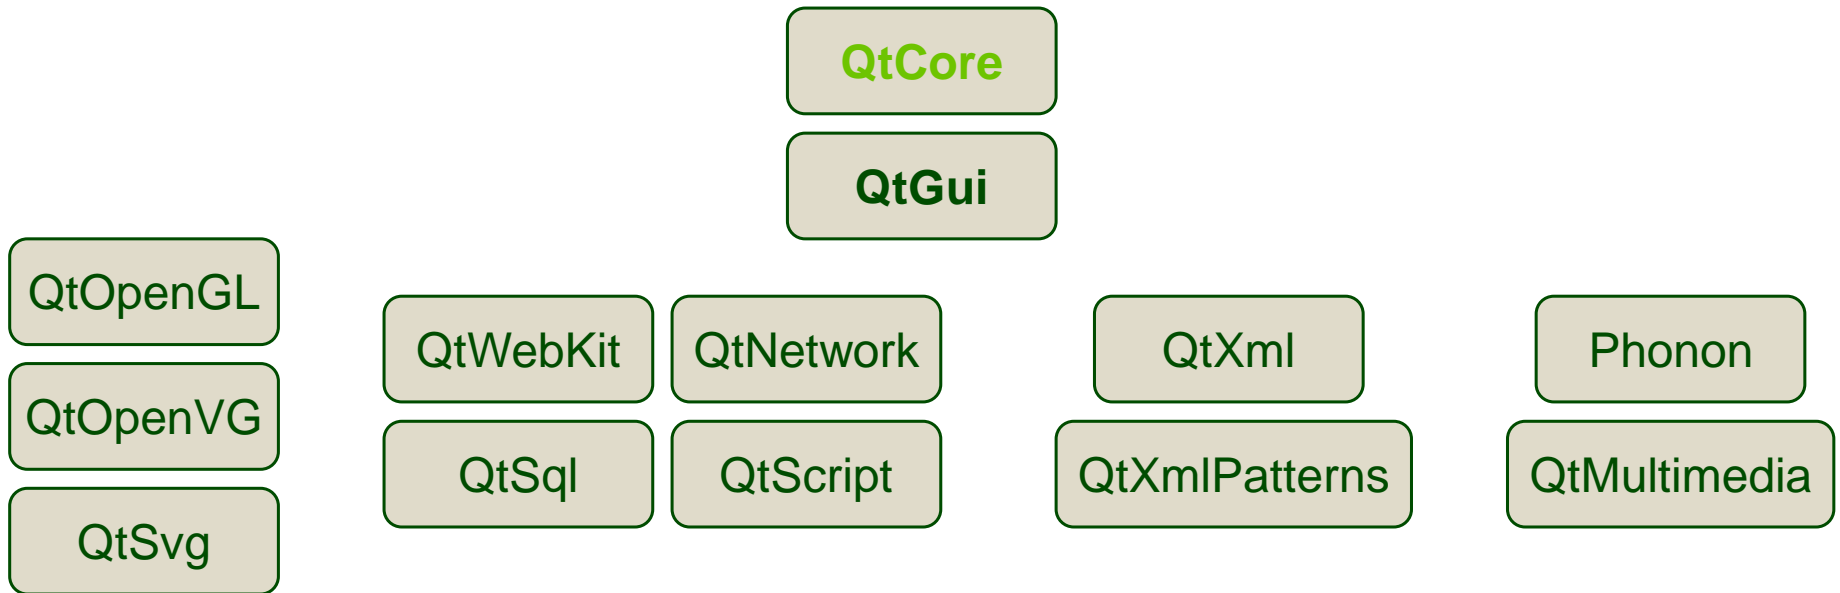 QtCore
QtGui
QtOpenGL
QtOpenVG
QtSvg
QtWebKit
QtNetwork
QtSql
QtScript
QtXml
QtXmlPatterns
Phonon
QtMultimedia